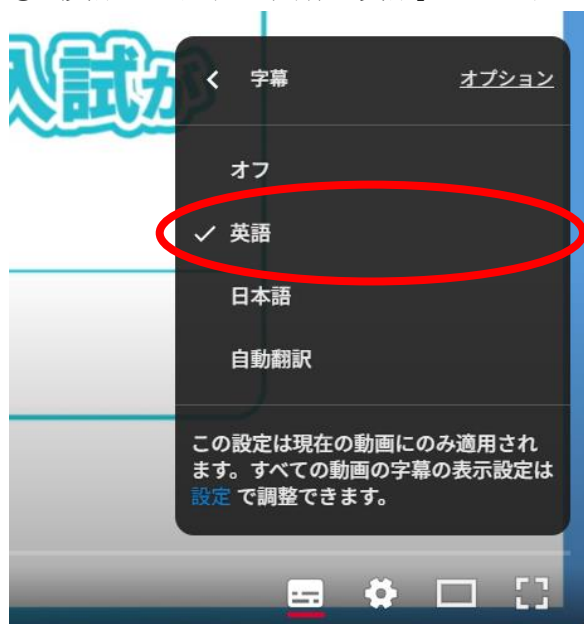 入試が
字幕 オプション
オフ
英語
日本語
自動翻訳
この設定は現在の動画にのみ適用され
ます。すべての動画の字幕の表示設定は
設定 で調整できます。